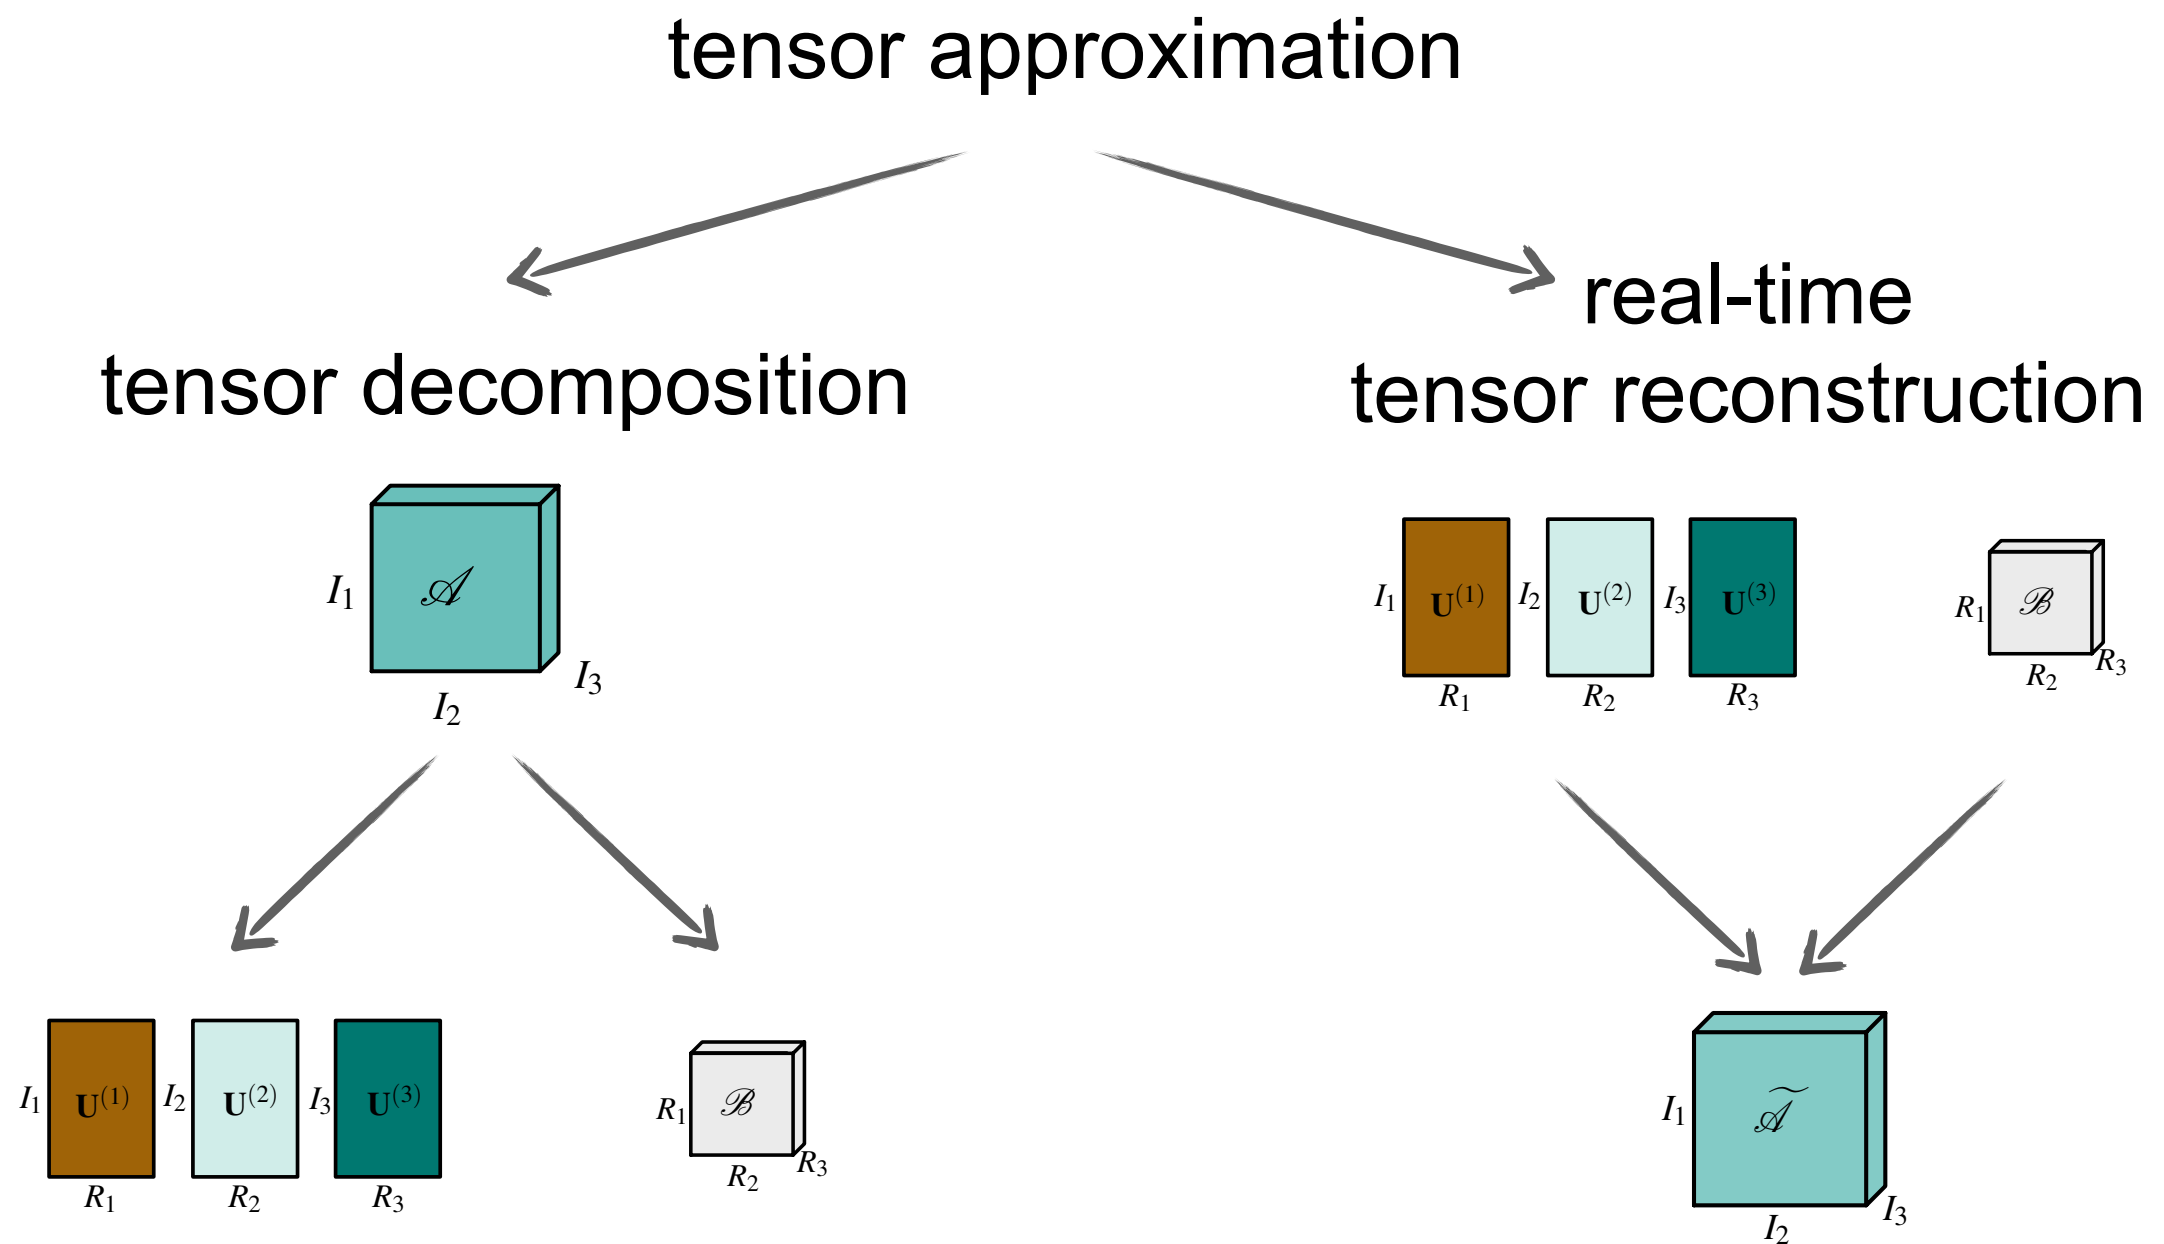 tensor approximation
tensor decomposition
real-time
tensor reconstruction
𝒜
I₁
I₂
I₃
I₁ U⁽¹⁾ I₂ U⁽²⁾ I₃ U⁽³⁾
R₁ R₂ R₃
R₁ ℬ
R₂ R₃
I₁ U⁽¹⁾ I₂ U⁽²⁾ I₃ U⁽³⁾
R₁ R₂ R₃
R₁ ℬ
R₂ R₃
I₁ 𝒜̃
I₂ I₃